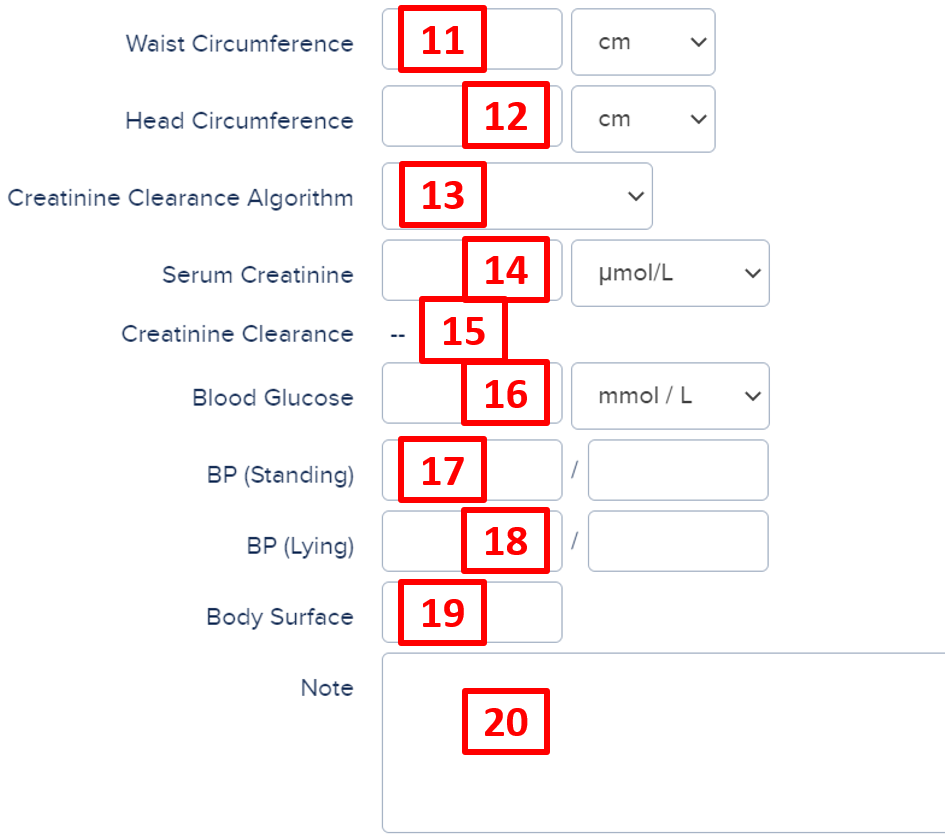 Waist Circumference 11 cm
Head Circumference 12 cm
Creatinine Clearance Algorithm 13
Serum Creatinine 14 µmol/L
Creatinine Clearance -- 15
Blood Glucose 16 mmol / L
BP (Standing) 17 /
BP (Lying) 18 /
Body Surface 19
Note
20